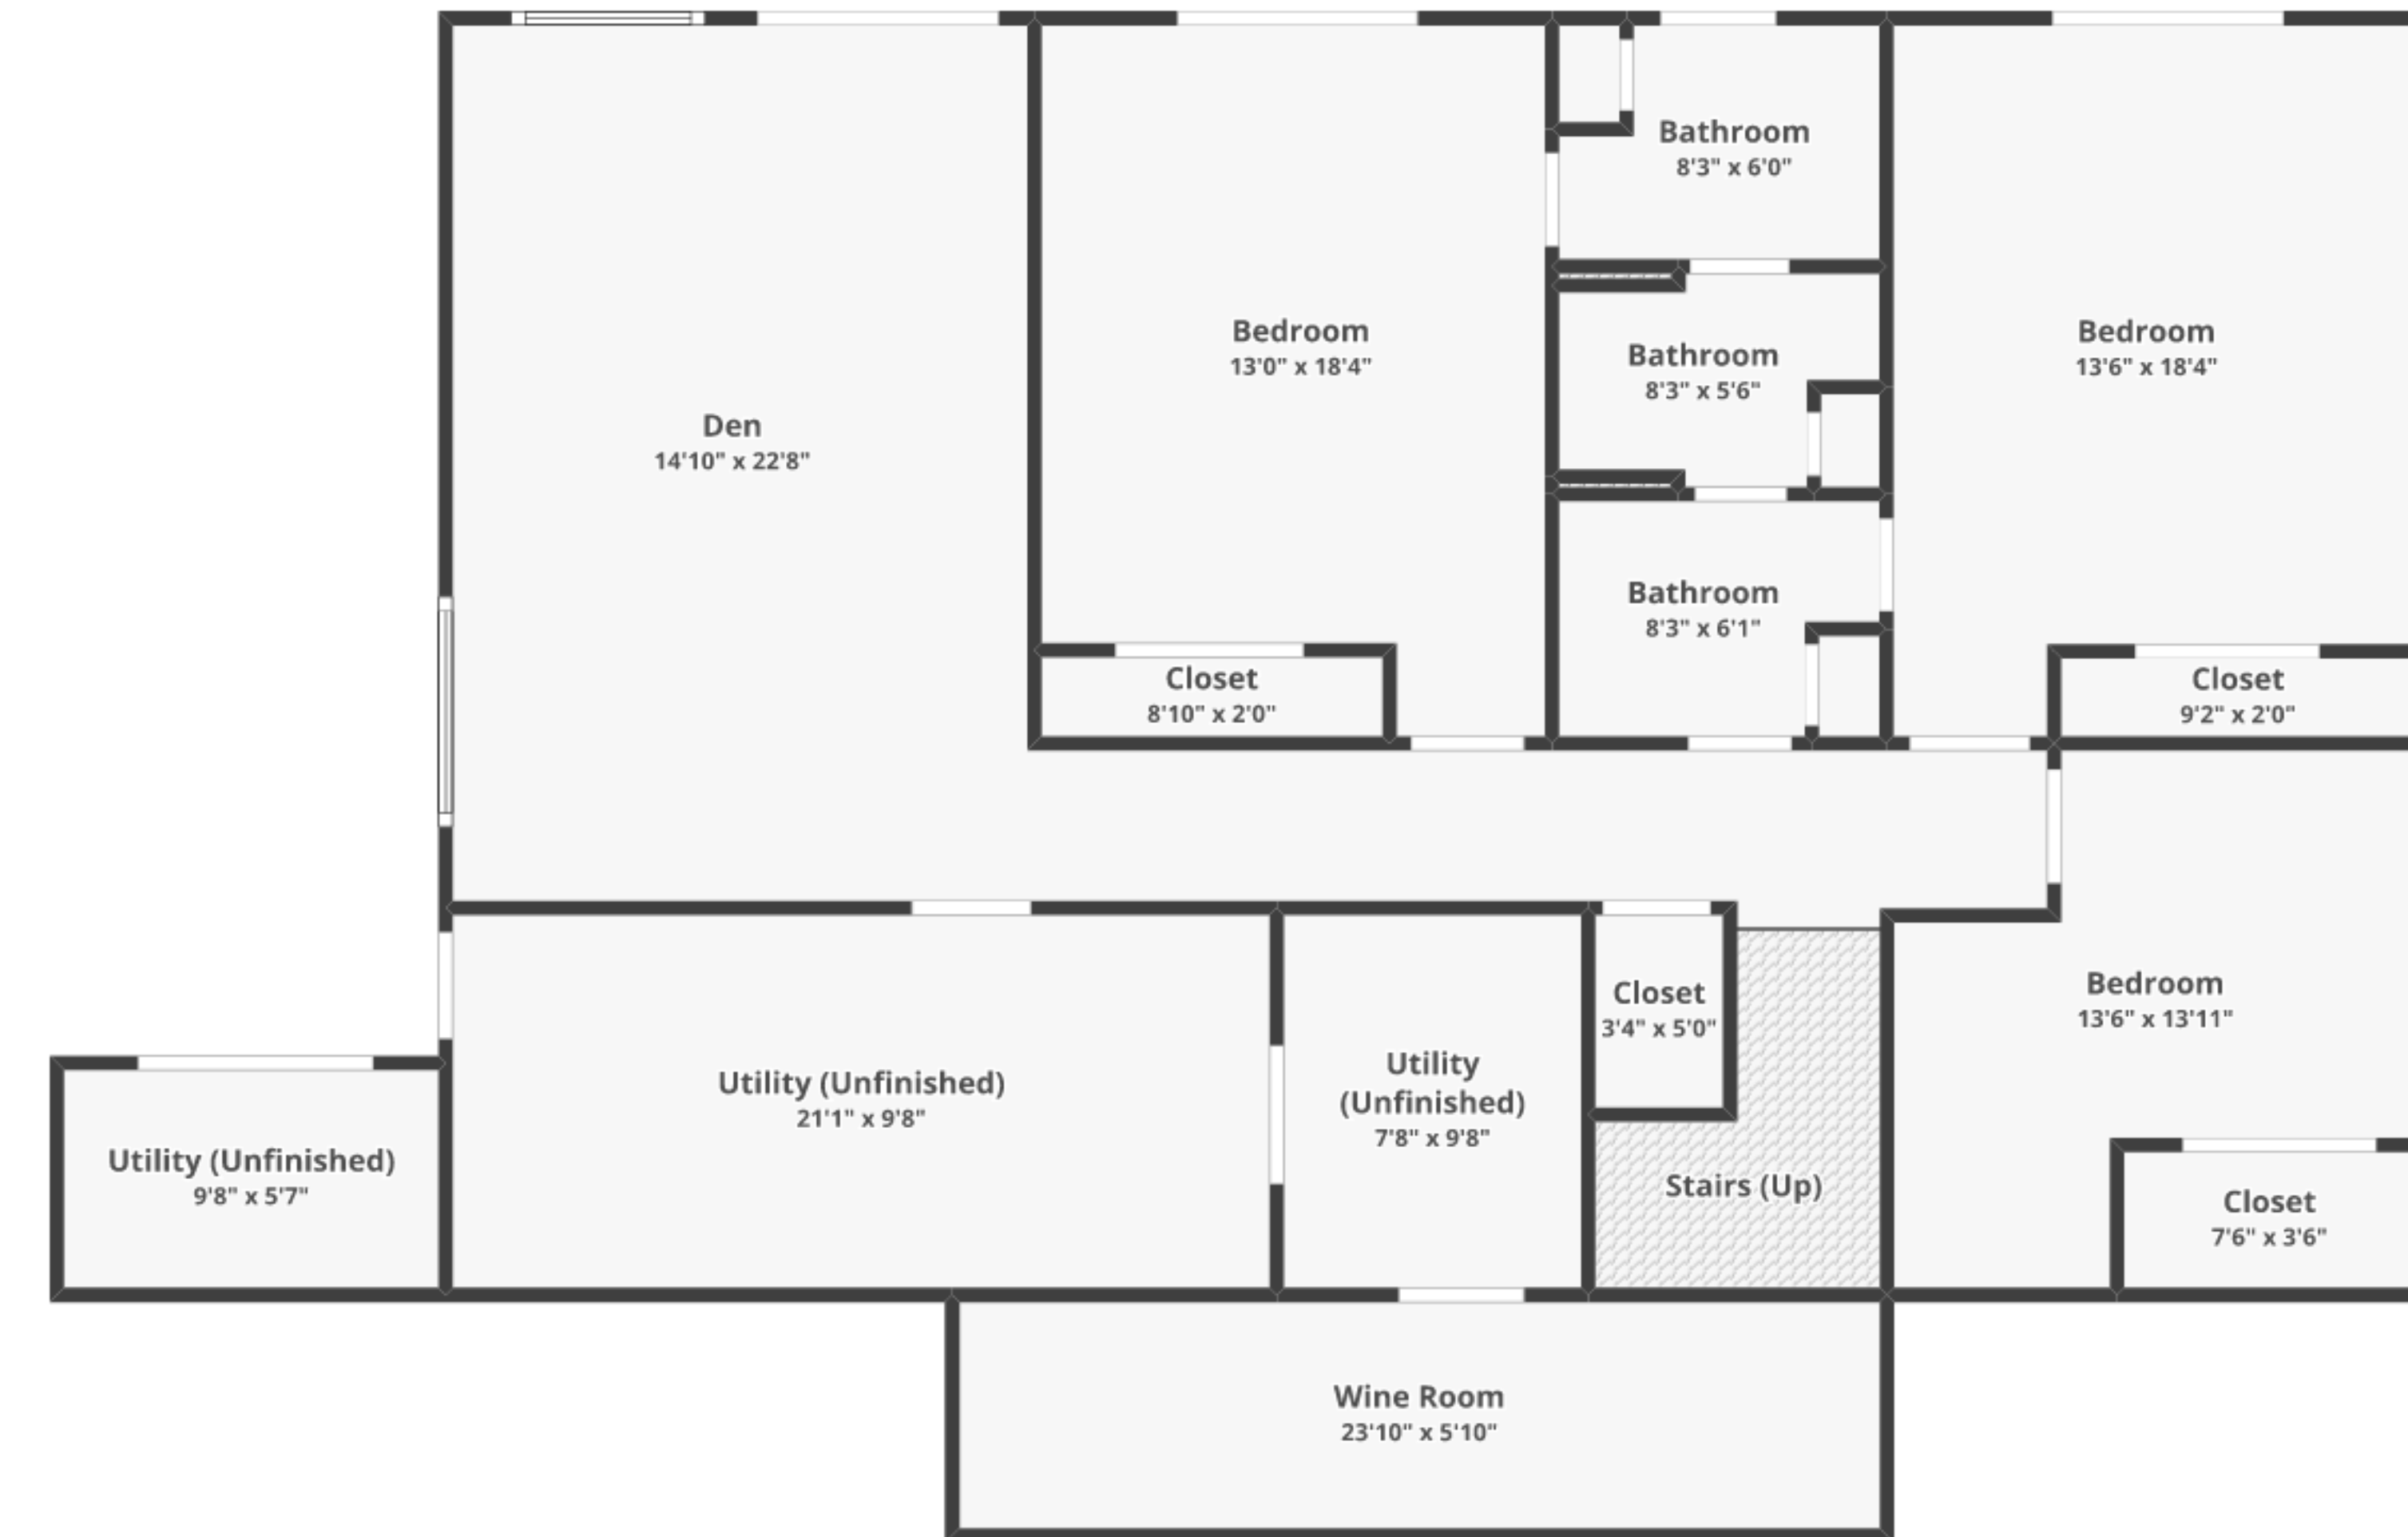 Bathroom
8'3" x 6'0"
Bedroom
13'0" x 18'4"
Bathroom
8'3" x 5'6"
Bedroom
13'6" x 18'4"
Den
14'10" x 22'8"
Bathroom
8'3" x 6'1"
Closet
8'10" x 2'0"
Closet
9'2" x 2'0"
Closet
3'4" x 5'0"
Bedroom
13'6" x 13'11"
Utility (Unfinished)
21'1" x 9'8"
Utility
(Unfinished)
7'8" x 9'8"
Utility (Unfinished)
9'8" x 5'7"
Stairs (Up)
Closet
7'6" x 3'6"
Wine Room
23'10" x 5'10"